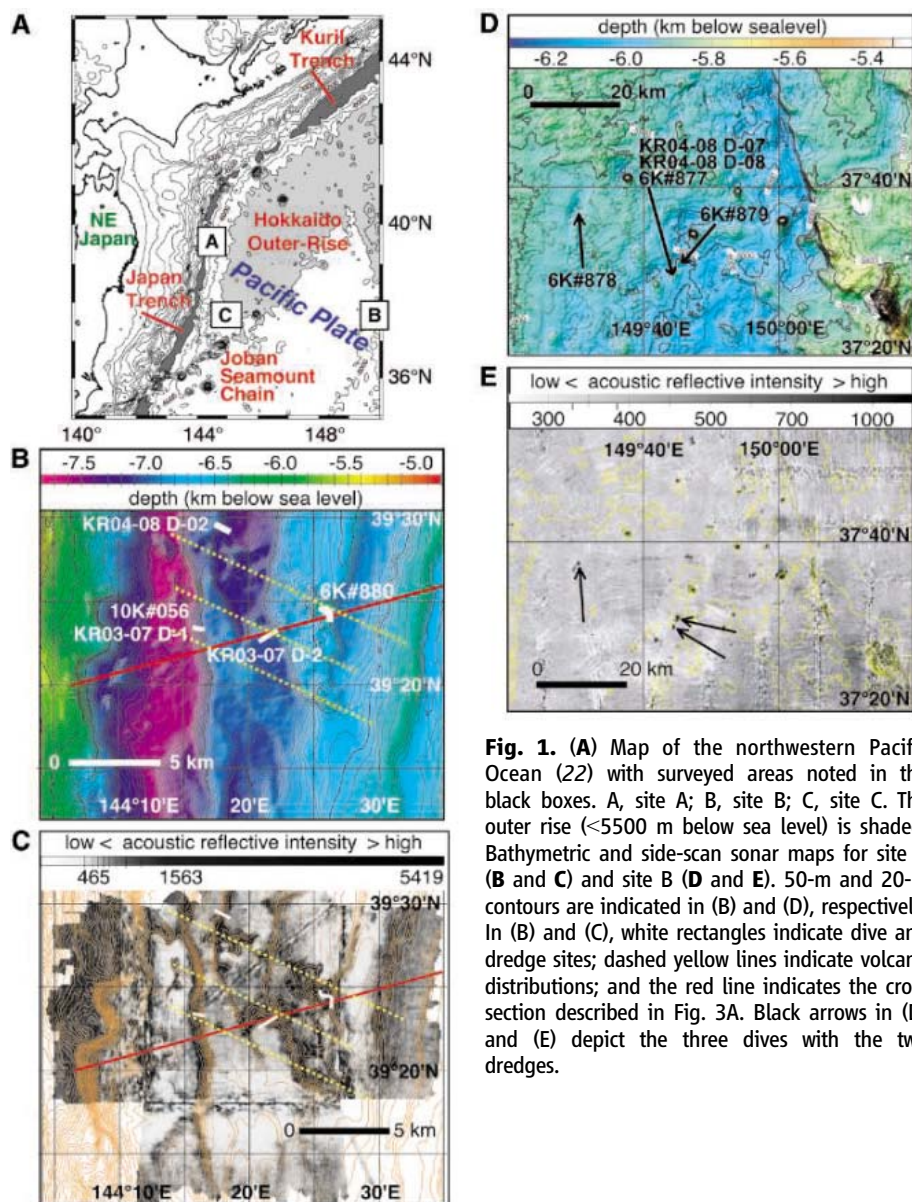 A
Kuril
Trench
44°N
NE
Japan
Hokkaido
Outer-Rise
40°N
A
Japan
Trench
Pacific Plate
C
B
Joban
Seamount
Chain
36°N
140°
144°
148°
B
-7.5 -7.0 -6.5 -6.0 -5.5 -5.0
depth (km below sea level)
KR04-08 D-02
39°30'N
6K#880
10K#056
KR03-07 D-1
KR03-07 D-2
39°20'N
0 5 km
144°10'E 20'E 30'E
C
low < acoustic reflective intensity > high
465 1563 5419
39°30'N
39°20'N
0 5 km
144°10'E 20'E 30'E
D
depth (km below sealevel)
-6.2 -6.0 -5.8 -5.6 -5.4
0 20 km
KR04-08 D-07
KR04-08 D-08
6K#877
37°40'N
6K#879
6K#878
149°40'E 150°00'E
37°20'N
E
low < acoustic reflective intensity > high
300 400 500 700 1000
149°40'E 150°00'E
37°40'N
0 20 km
37°20'N
Fig. 1. (A) Map of the northwestern Pacif
Ocean (22) with surveyed areas noted in th
black boxes. A, site A; B, site B; C, site C. Th
outer rise (<5500 m below sea level) is shade
Bathymetric and side-scan sonar maps for site
(B and C) and site B (D and E). 50-m and 20-
contours are indicated in (B) and (D), respectivel
In (B) and (C), white rectangles indicate dive an
dredge sites; dashed yellow lines indicate volcan
distributions; and the red line indicates the cro
section described in Fig. 3A. Black arrows in (
and (E) depict the three dives with the tw
dredges.